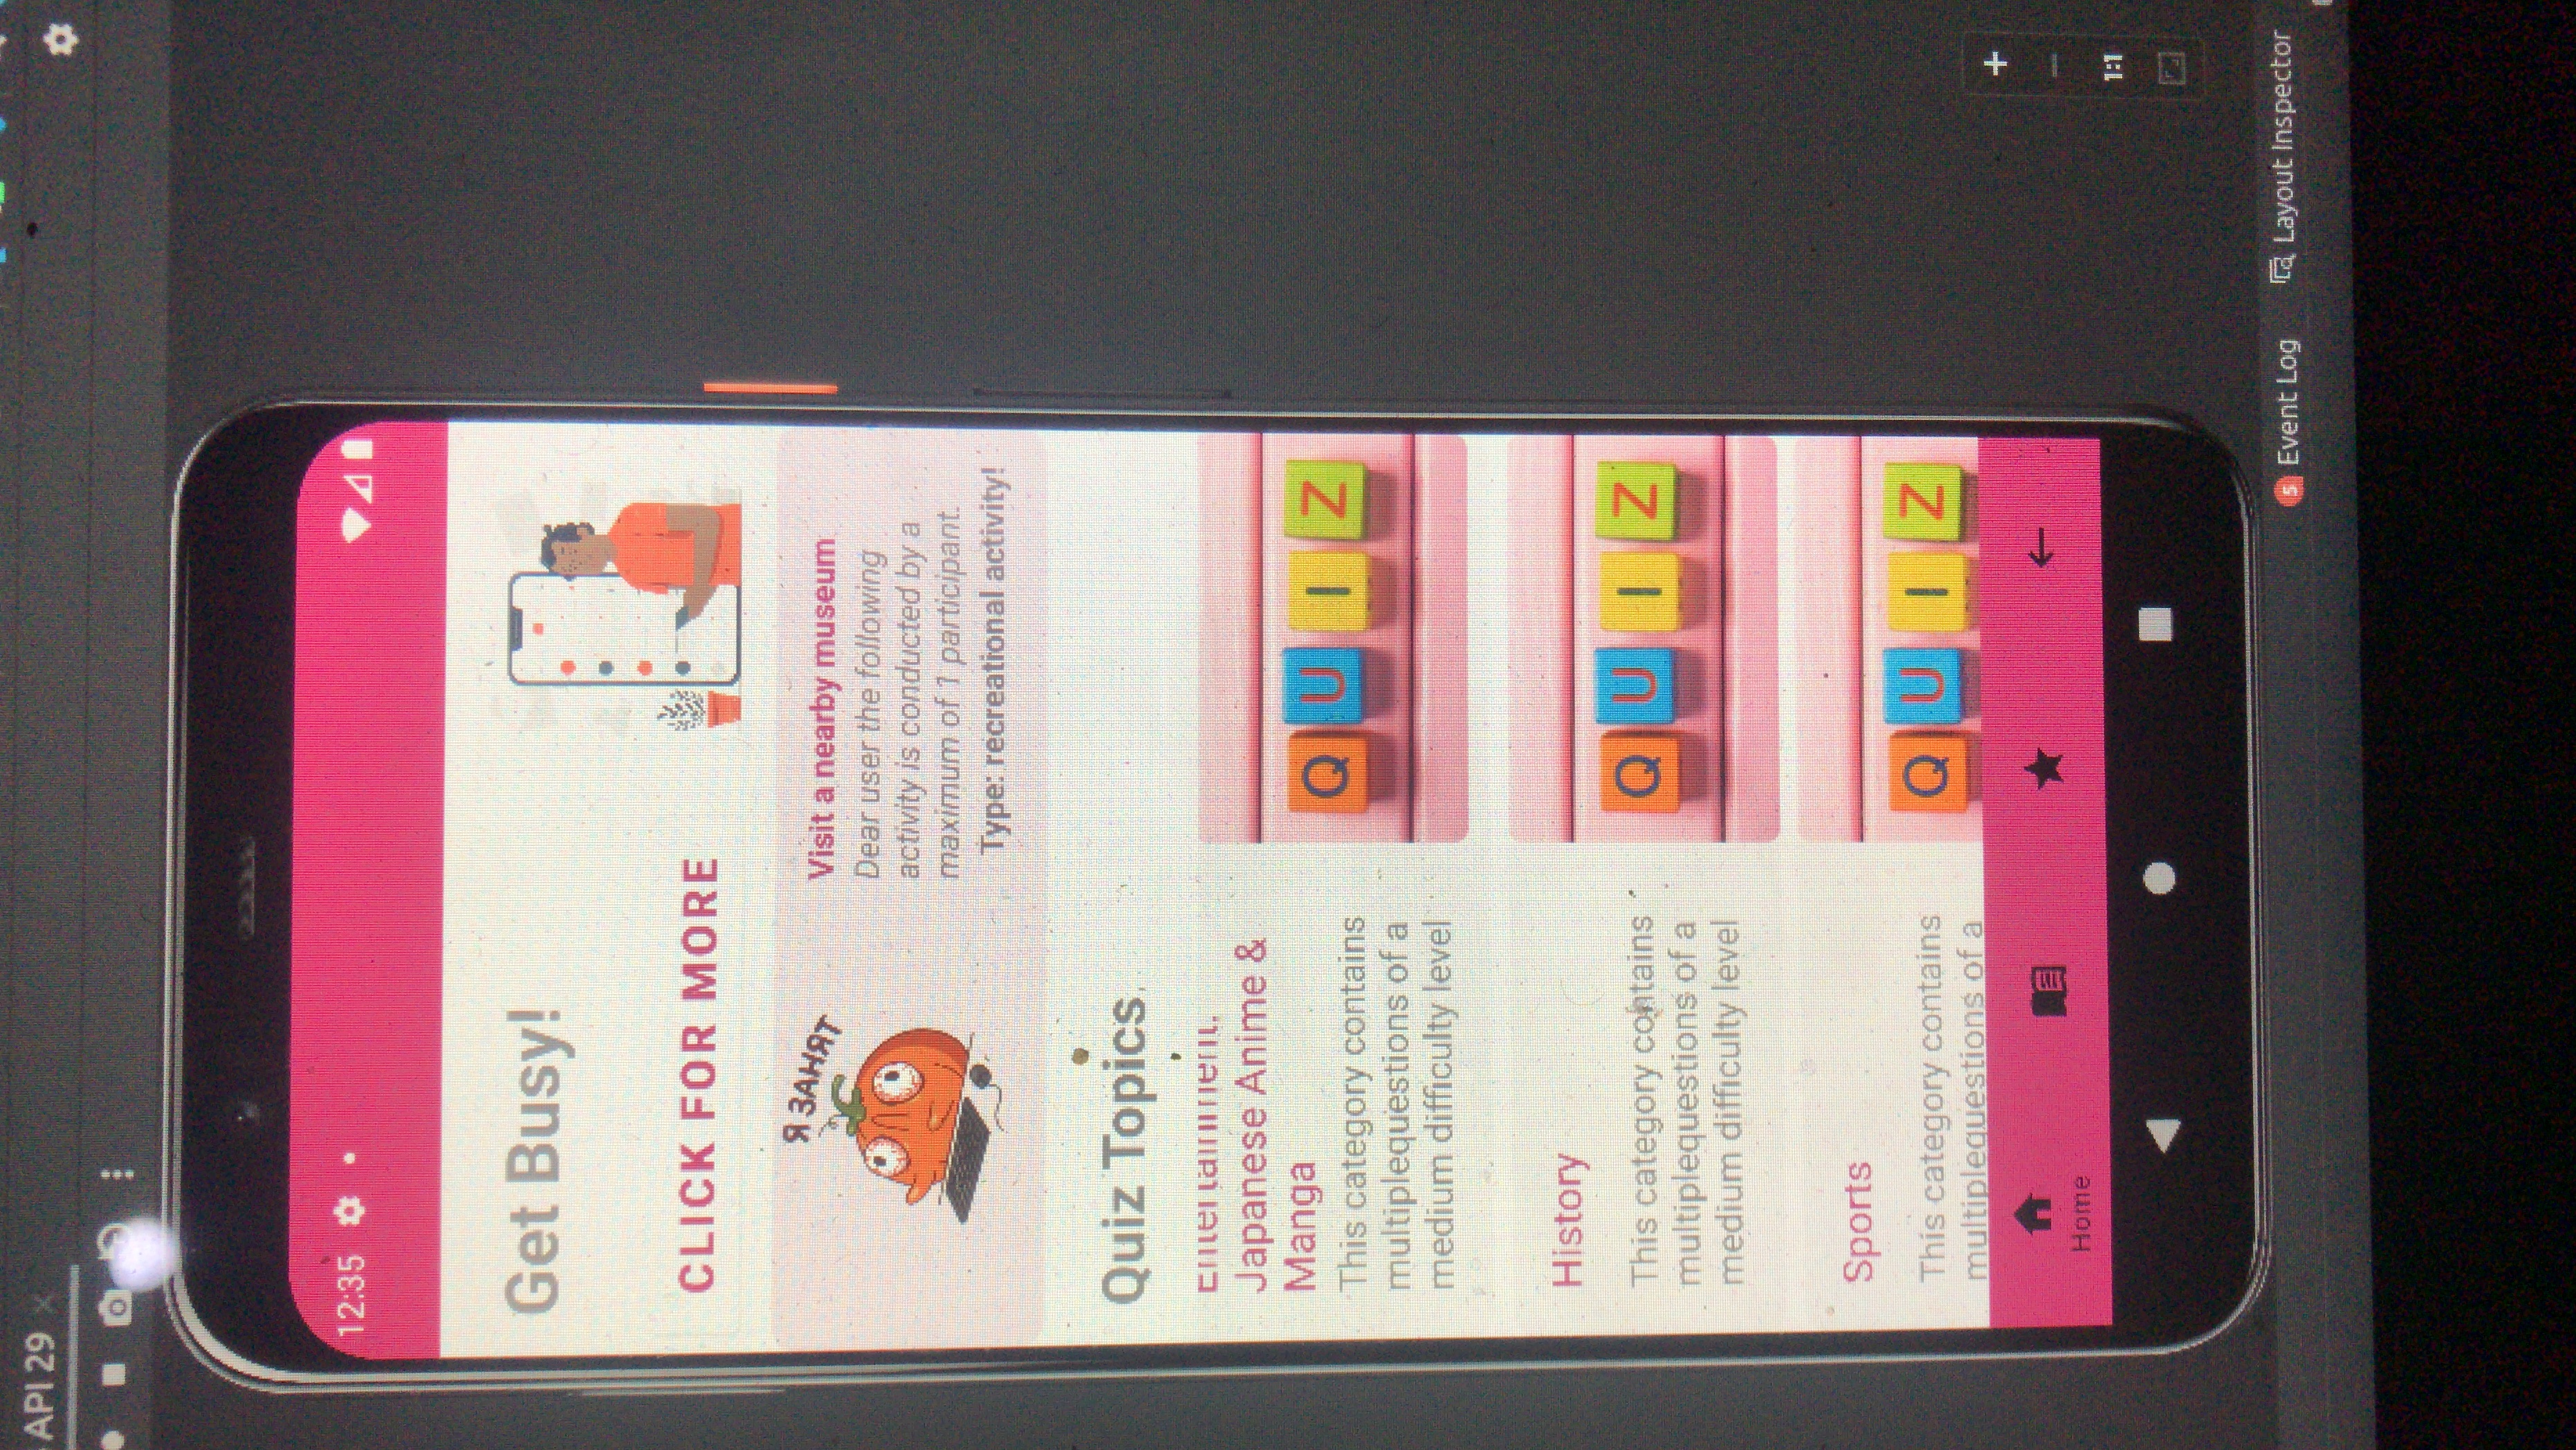 API 29
12:35
Get Busy!
CLICK FOR MORE
Я ЗАНЯТ
Visit a nearby museum
Dear user the following
activity is conducted by a
maximum of 1 participant.
Type: recreational activity!
Quiz Topics
Entertainment:
Japanese Anime &
Manga
This category contains
multiplequestions of a
medium difficulty level
QUIZ
History
This category contains
multiplequestions of a
medium difficulty level
QUIZ
Sports
This category contains
multiplequestions of a
QUIZ
Home
1:1
5 Event Log
Layout Inspector